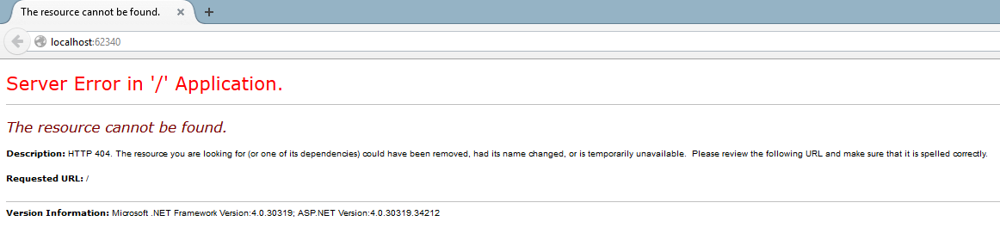 The resource cannot be found.
localhost:62340
Server Error in '/' Application.
The resource cannot be found.
Description: HTTP 404. The resource you are looking for (or one of its dependencies) could have been removed, had its name changed, or is temporarily unavailable.  Please review the following URL and make sure that it is spelled correctly.
Requested URL: /
Version Information: Microsoft .NET Framework Version:4.0.30319; ASP.NET Version:4.0.30319.34212